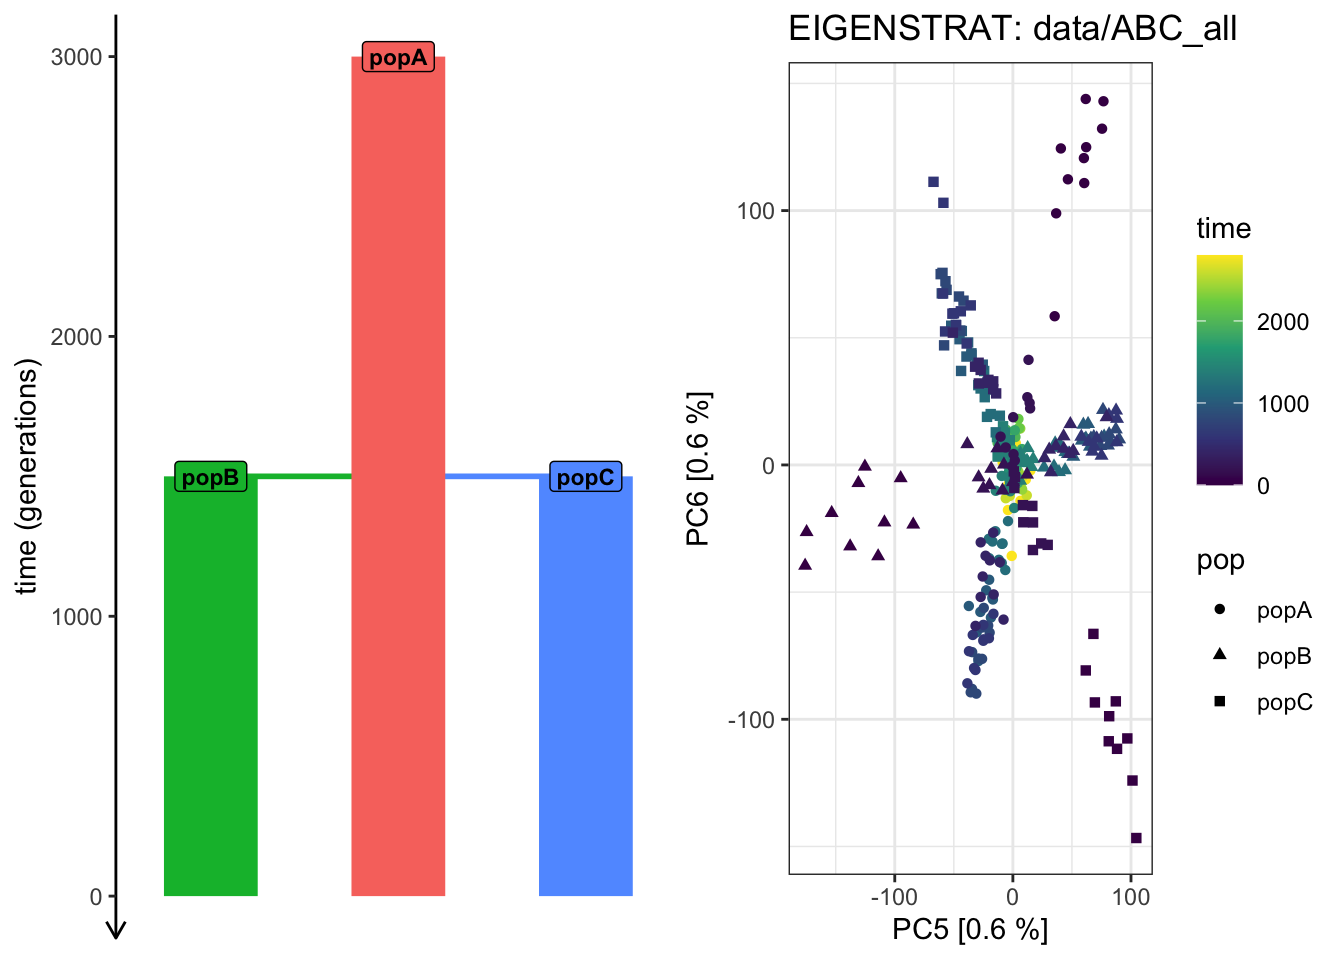 time (generations)
3000
2000
1000
0
popA
popB
popC
EIGENSTRAT: data/ABC_all
PC6 [0.6 %]
100
0
-100
-100
0
100
PC5 [0.6 %]
time
2000
1000
0
pop
popA
popB
popC